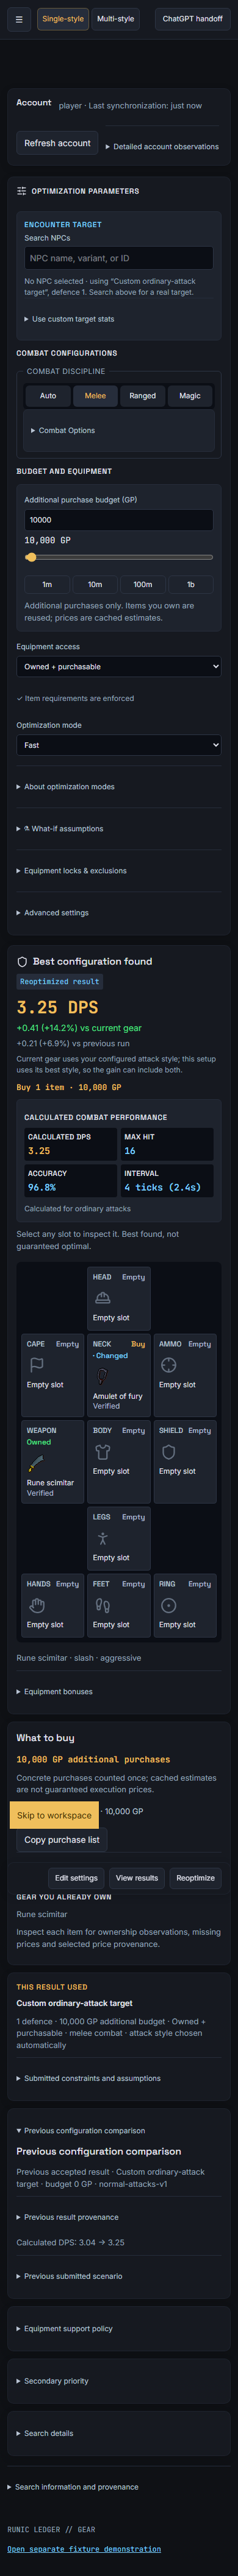 ☰ Single-style Multi-style ChatGPT handoff
Account player · Last synchronization: just now
Refresh account ▶ Detailed account observations
OPTIMIZATION PARAMETERS
ENCOUNTER TARGET
Search NPCs
NPC name, variant, or ID
No NPC selected · using "Custom ordinary-attack
target", defence 1. Search above for a real target.
▶ Use custom target stats
COMBAT CONFIGURATIONS
COMBAT DISCIPLINE
Auto Melee Ranged Magic
▶ Combat Options
BUDGET AND EQUIPMENT
Additional purchase budget (GP)
10000
10,000 GP
1m 10m 100m 1b
Additional purchases only. Items you own are
reused; prices are cached estimates.
Equipment access
Owned + purchasable
✓ Item requirements are enforced
Optimization mode
Fast
▶ About optimization modes
▶ ⚗ What-if assumptions
▶ Equipment locks & exclusions
▶ Advanced settings
Best configuration found
Reoptimized result
3.25 DPS
+0.41 (+14.2%) vs current gear
+0.21 (+6.9%) vs previous run
Current gear uses your configured attack style; this setup
uses its best style, so the gain can include both.
Buy 1 item · 10,000 GP
CALCULATED COMBAT PERFORMANCE
CALCULATED DPS MAX HIT
3.25 16
ACCURACY INTERVAL
96.8% 4 ticks (2.4s)
Calculated for ordinary attacks
Select any slot to inspect it. Best found, not
guaranteed optimal.
HEAD Empty
Empty slot
CAPE Empty NECK Buy AMMO Empty
· Changed
Empty slot Amulet of fury Empty slot
Verified
WEAPON BODY Empty SHIELD Empty
Owned
Empty slot Empty slot
Rune scimitar
Verified
LEGS Empty
Empty slot
HANDS Empty FEET Empty RING Empty
Empty slot Empty slot Empty slot
Rune scimitar · slash · aggressive
▶ Equipment bonuses
What to buy
10,000 GP additional purchases
Concrete purchases counted once; cached estimates
are not guaranteed execution prices.
Skip to workspace · 10,000 GP
Copy purchase list
Edit settings View results Reoptimize
GEAR YOU ALREADY OWN
Rune scimitar
Inspect each item for ownership observations, missing
prices and selected price provenance.
THIS RESULT USED
Custom ordinary-attack target
1 defence · 10,000 GP additional budget · Owned +
purchasable · melee combat · attack style chosen
automatically
▶ Submitted constraints and assumptions
▼ Previous configuration comparison
Previous configuration comparison
Previous accepted result · Custom ordinary-attack
target · budget 0 GP · normal-attacks-v1
▶ Previous result provenance
Calculated DPS: 3.04 → 3.25
▶ Previous submitted scenario
▶ Equipment support policy
▶ Secondary priority
▶ Search details
▶ Search information and provenance
RUNIC LEDGER // GEAR
Open separate fixture demonstration